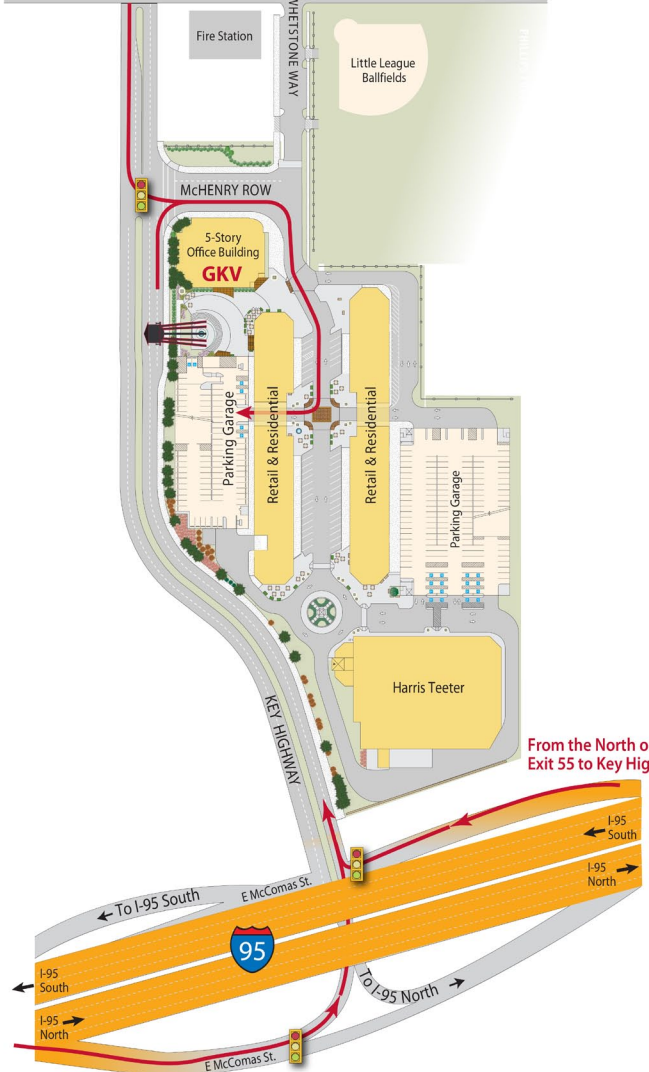 Fire Station
WHETSTONE WAY
Little League
Ballfields
McHENRY ROW
5-Story
Office Building
GKV
Parking Garage
Retail & Residential
Retail & Residential
Parking Garage
Harris Teeter
KEY HIGHWAY
From the North o
Exit 55 to Key Hig
I-95
South
I-95
North
E McComas St.
To I-95 South
95
I-95
South
To I-95 North
I-95
North
E McComas St.